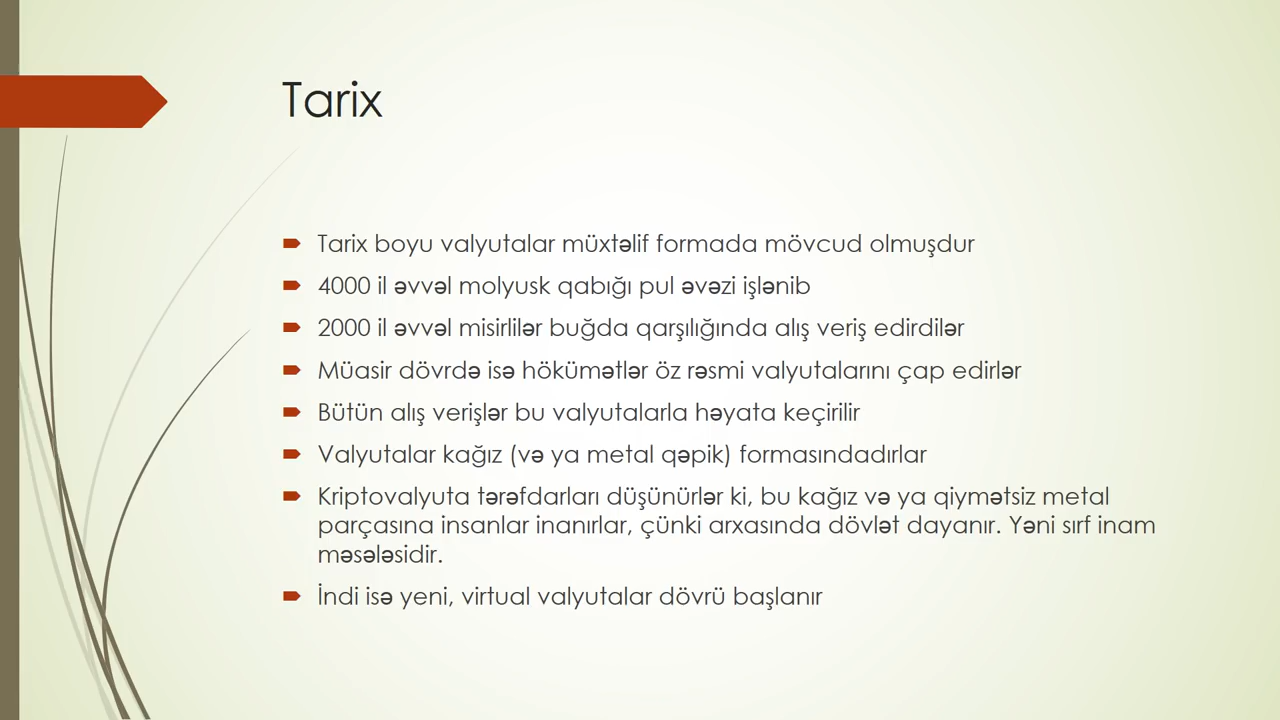 Tarix
Tarix boyu valyutalar müxtəlif formada mövcud olmuşdur
4000 il əvvəl molyusk qabığı pul əvəzi işlənib
2000 il əvvəl misirlilər buğda qarşılığında alış veriş edirdilər
Müasir dövrdə isə hökümətlər öz rəsmi valyutalarını çap edirlər
Bütün alış verişlər bu valyutalarla həyata keçirilir
Valyutalar kağız (və ya metal qəpik) formasındadırlar
Kriptovalyuta tərəfdarları düşünürlər ki, bu kağız və ya qiymətsiz metal
parçasına insanlar inanırlar, çünki arxasında dövlət dayanır. Yəni sırf inam
məsələsidir.
İndi isə yeni, virtual valyutalar dövrü başlanır